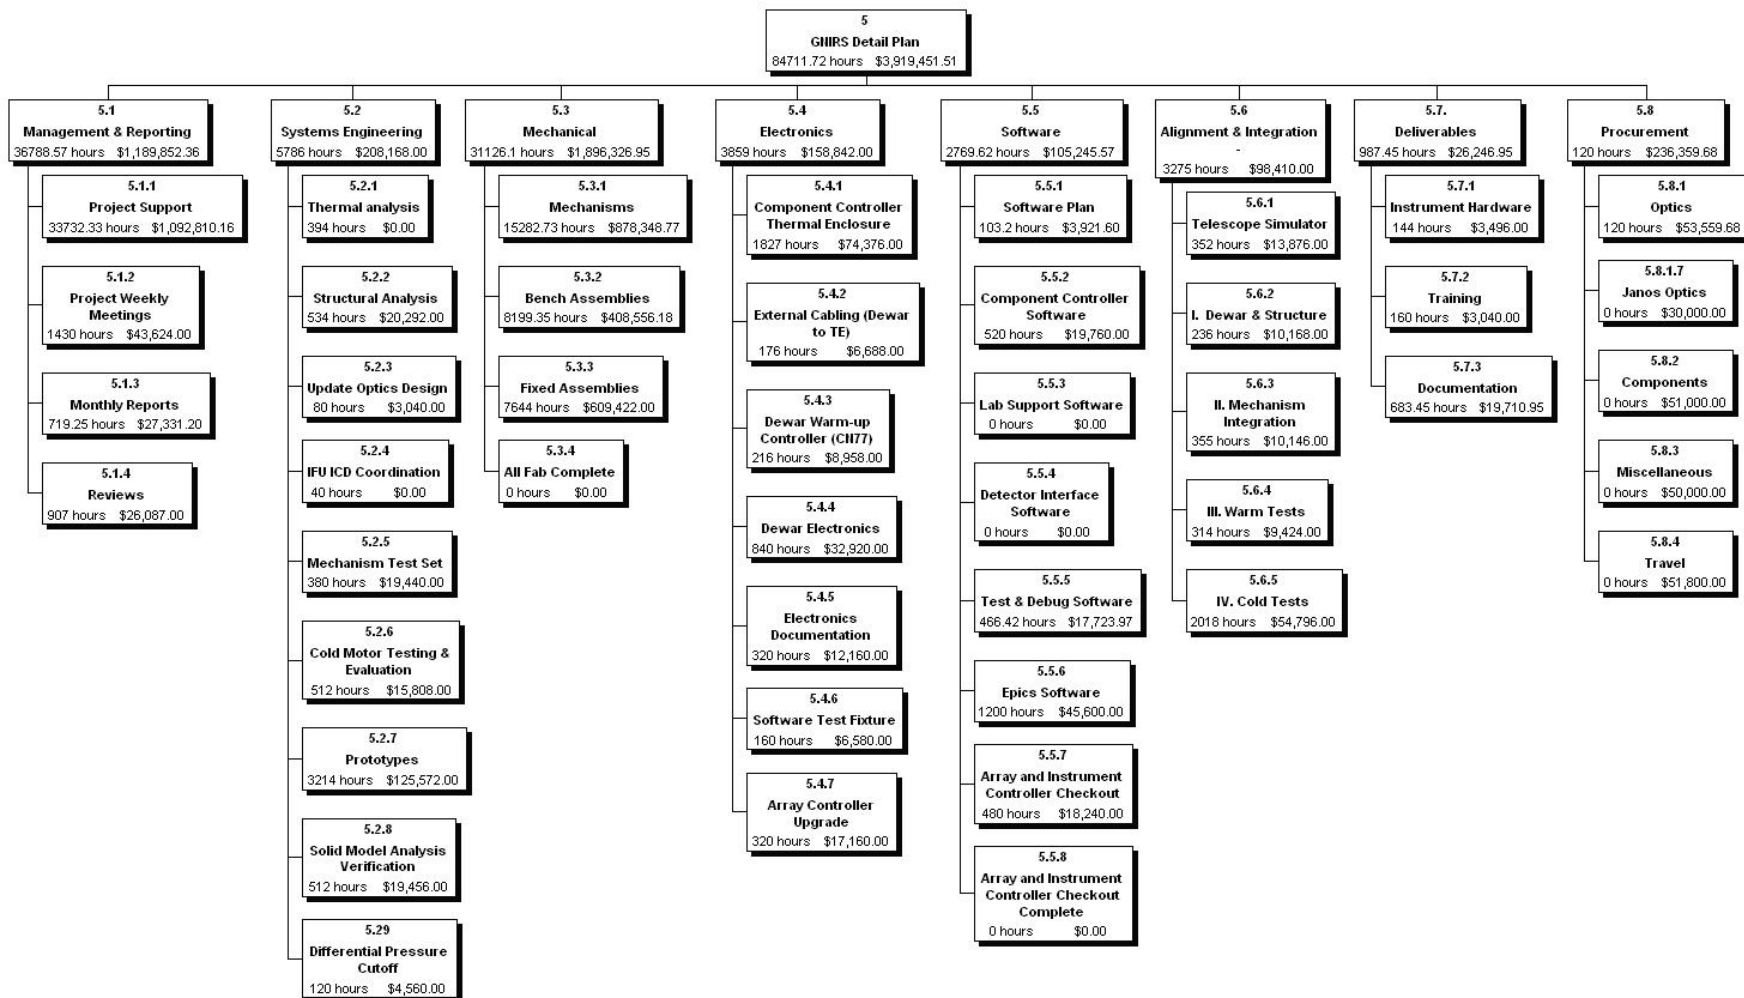 5
GNIRS Detail Plan
84711.72 hours $3,919,451.51
5.1
Management & Reporting
36788.57 hours $1,189,852.36
5.1.1
Project Support
33732.33 hours $1,092,810.16
5.1.2
Project Weekly
Meetings
1430 hours $43,624.00
5.1.3
Monthly Reports
719.25 hours $27,331.20
5.1.4
Reviews
907 hours $26,087.00
5.2
Systems Engineering
5786 hours $208,168.00
5.2.1
Thermal analysis
394 hours $0.00
5.2.2
Structural Analysis
534 hours $20,292.00
5.2.3
Update Optics Design
80 hours $3,040.00
5.2.4
IFU ICD Coordination
40 hours $0.00
5.2.5
Mechanism Test Set
380 hours $19,440.00
5.2.6
Cold Motor Testing &
Evaluation
512 hours $15,808.00
5.2.7
Prototypes
3214 hours $125,572.00
5.2.8
Solid Model Analysis
Verification
512 hours $19,456.00
5.29
Differential Pressure
Cutoff
120 hours $4,560.00
5.3
Mechanical
31126.1 hours $1,896,326.95
5.3.1
Mechanisms
15282.73 hours $878,348.77
5.3.2
Bench Assemblies
8199.35 hours $408,556.18
5.3.3
Fixed Assemblies
7644 hours $609,422.00
5.3.4
All Fab Complete
0 hours $0.00
5.4
Electronics
3859 hours $158,842.00
5.4.1
Component Controller
Thermal Enclosure
1827 hours $74,376.00
5.4.2
External Cabling (Dewar
to TE)
176 hours $6,688.00
5.4.3
Dewar Warm-up
Controller (CN77)
216 hours $8,958.00
5.4.4
Dewar Electronics
840 hours $32,920.00
5.4.5
Electronics
Documentation
320 hours $12,160.00
5.4.6
Software Test Fixture
160 hours $6,580.00
5.4.7
Array Controller
Upgrade
320 hours $17,160.00
5.5
Software
2769.62 hours $105,245.57
5.5.1
Software Plan
103.2 hours $3,921.60
5.5.2
Component Controller
Software
520 hours $19,760.00
5.5.3
Lab Support Software
0 hours $0.00
5.5.4
Detector Interface
Software
0 hours $0.00
5.5.5
Test & Debug Software
466.42 hours $17,723.97
5.5.6
Epics Software
1200 hours $45,600.00
5.5.7
Array and Instrument
Controller Checkout
480 hours $18,240.00
5.5.8
Array and Instrument
Controller Checkout
Complete
0 hours $0.00
5.6
Alignment & Integration
-
3275 hours $98,410.00
5.6.1
Telescope Simulator
352 hours $13,876.00
5.6.2
I. Dewar & Structure
236 hours $10,168.00
5.6.3
II. Mechanism
Integration
355 hours $10,146.00
5.6.4
III. Warm Tests
314 hours $9,424.00
5.6.5
IV. Cold Tests
2018 hours $54,796.00
5.7.
Deliverables
987.45 hours $26,246.95
5.7.1
Instrument Hardware
144 hours $3,496.00
5.7.2
Training
160 hours $3,040.00
5.7.3
Documentation
683.45 hours $19,710.95
5.8
Procurement
120 hours $236,359.68
5.8.1
Optics
120 hours $53,559.68
5.8.1.7
Janos Optics
0 hours $30,000.00
5.8.2
Components
0 hours $51,000.00
5.8.3
Miscellaneous
0 hours $50,000.00
5.8.4
Travel
0 hours $51,800.00